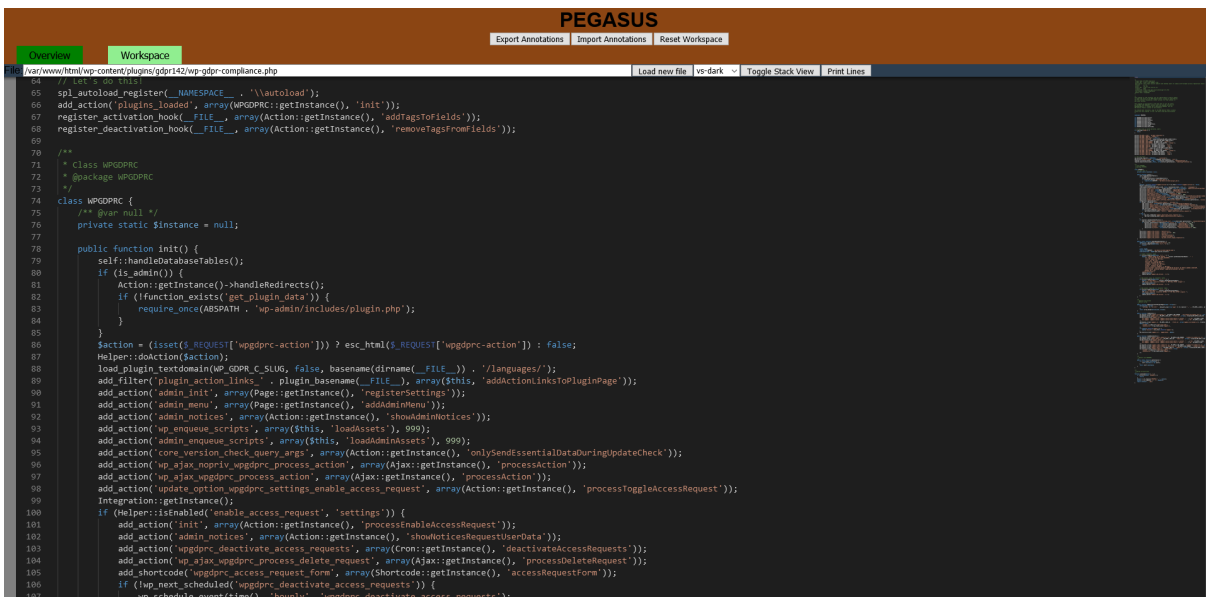 PEGASUS
Export Annotations Import Annotations Reset Workspace
Overview Workspace
File: /var/www/html/wp-content/plugins/gdpr142/wp-gdpr-compliance.php Load new file vs-dark Toggle Stack View Print Lines
64 // Let's do this!
65 spl_autoload_register(__NAMESPACE__ . '\\autoload');
66 add_action('plugins_loaded', array(WPGDPRC::getInstance(), 'init'));
67 register_activation_hook(__FILE__, array(Action::getInstance(), 'addTagsToFields'));
68 register_deactivation_hook(__FILE__, array(Action::getInstance(), 'removeTagsFromFields'));
69
70 /**
71 * Class WPGDPRC
72 * @package WPGDPRC
73 */
74 class WPGDPRC {
75 /** @var null */
76 private static $instance = null;
77
78 public function init() {
79 self::handleDatabaseTables();
80 if (is_admin()) {
81 Action::getInstance()->handleRedirects();
82 if (!function_exists('get_plugin_data')) {
83 require_once(ABSPATH . 'wp-admin/includes/plugin.php');
84 }
85 }
86 $action = (isset($_REQUEST['wpgdprc-action'])) ? esc_html($_REQUEST['wpgdprc-action']) : false;
87 Helper::doAction($action);
88 load_plugin_textdomain(WP_GDPR_C_SLUG, false, basename(dirname(__FILE__)) . '/languages/');
89 add_filter('plugin_action_links_' . plugin_basename(__FILE__), array($this, 'addActionLinksToPluginPage'));
90 add_action('admin_init', array(Page::getInstance(), 'registerSettings'));
91 add_action('admin_menu', array(Page::getInstance(), 'addAdminMenu'));
92 add_action('admin_notices', array(Action::getInstance(), 'showAdminNotices'));
93 add_action('wp_enqueue_scripts', array($this, 'loadAssets'), 999);
94 add_action('admin_enqueue_scripts', array($this, 'loadAdminAssets'), 999);
95 add_action('core_version_check_query_args', array(Action::getInstance(), 'onlySendEssentialDataDuringUpdateCheck'));
96 add_action('wp_ajax_nopriv_wpgdprc_process_action', array(Ajax::getInstance(), 'processAction'));
97 add_action('wp_ajax_wpgdprc_process_action', array(Ajax::getInstance(), 'processAction'));
98 add_action('update_option_wpgdprc_settings_enable_access_request', array(Action::getInstance(), 'processToggleAccessRequest'));
99 Integration::getInstance();
100 if (Helper::isEnabled('enable_access_request', 'settings')) {
101 add_action('init', array(Action::getInstance(), 'processEnableAccessRequest'));
102 add_action('admin_notices', array(Action::getInstance(), 'showNoticesRequestUserData'));
103 add_action('wpgdprc_deactivate_access_requests', array(Cron::getInstance(), 'deactivateAccessRequests'));
104 add_action('wp_ajax_wpgdprc_process_delete_request', array(Ajax::getInstance(), 'processDeleteRequest'));
105 add_shortcode('wpgdprc_access_request_form', array(Shortcode::getInstance(), 'accessRequestForm'));
106 if (!wp_next_scheduled('wpgdprc_deactivate_access_requests')) {
107 wp_schedule_event(time(), 'hourly', 'wpgdprc_deactivate_access_requests');